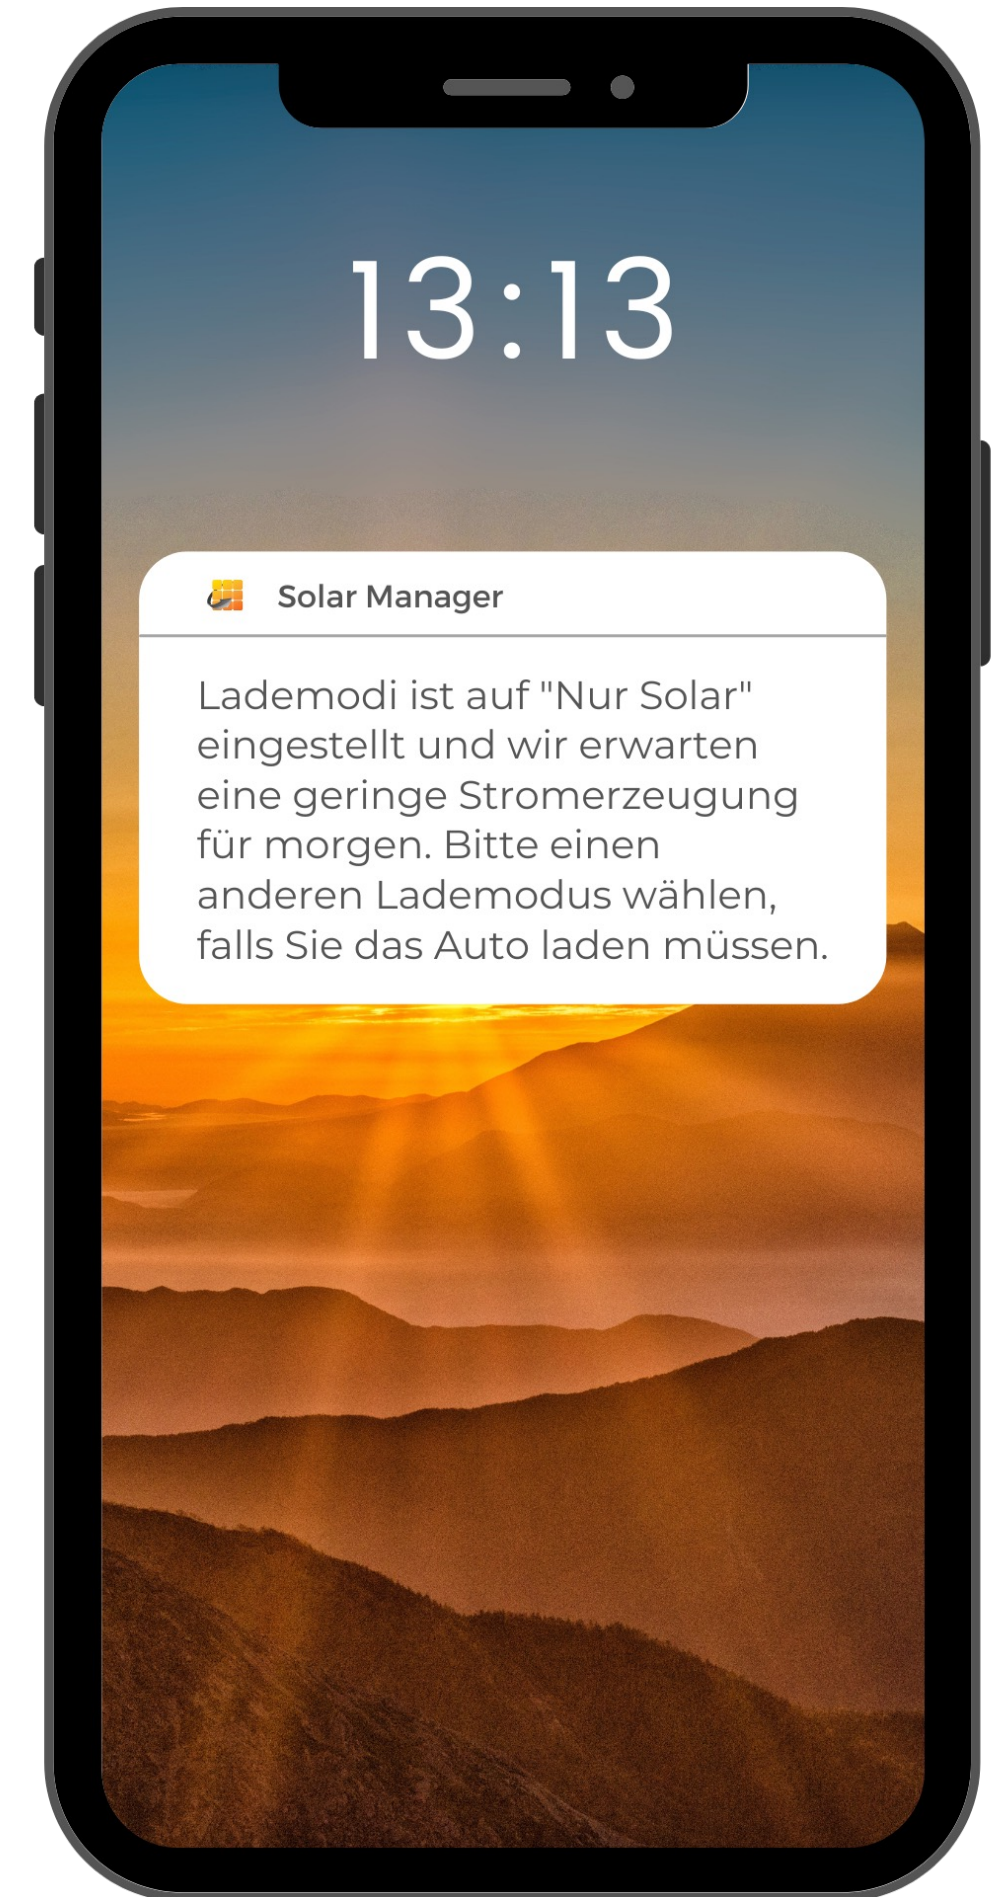 13:13
Solar Manager
Lademodi ist auf "Nur Solar"
eingestellt und wir erwarten
eine geringe Stromerzeugung
für morgen. Bitte einen
anderen Lademodus wählen,
falls Sie das Auto laden müssen.